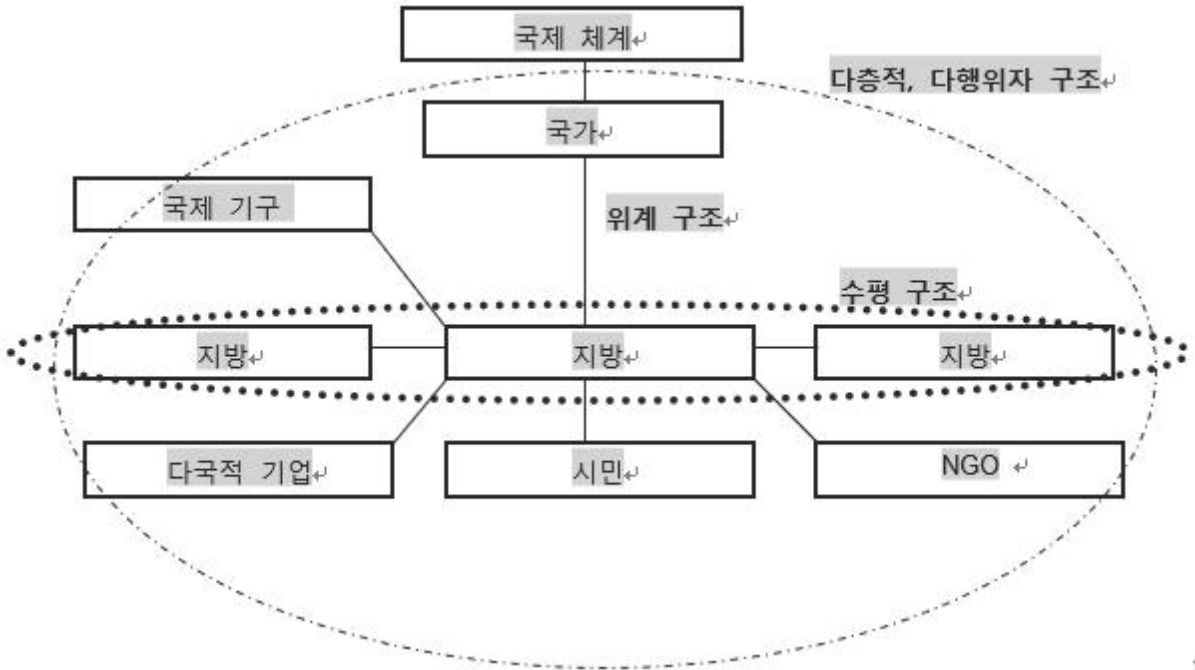 국제 체계
다층적, 다행위자 구조
국가
국제 기구
위계 구조
수평 구조
지방
지방
지방
다국적 기업
시민
NGO